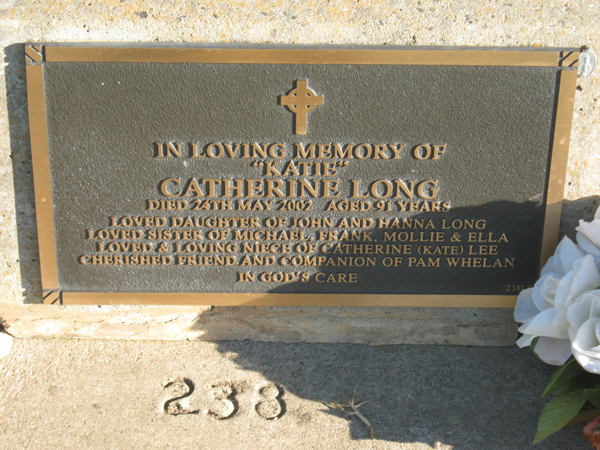 IN LOVING MEMORY OF
"KATIE"
CATHERINE LONG
DIED 24TH MAY 2002 AGED 91 YEARS
LOVED DAUGHTER OF JOHN AND HANNA LONG
LOVED SISTER OF MICHAEL, FRANK, MOLLIE & ELLA
LOVED & LOVING NIECE OF CATHERINE (KATE) LEE
CHERISHED FRIEND AND COMPANION OF PAM WHELAN
IN GOD'S CARE
238